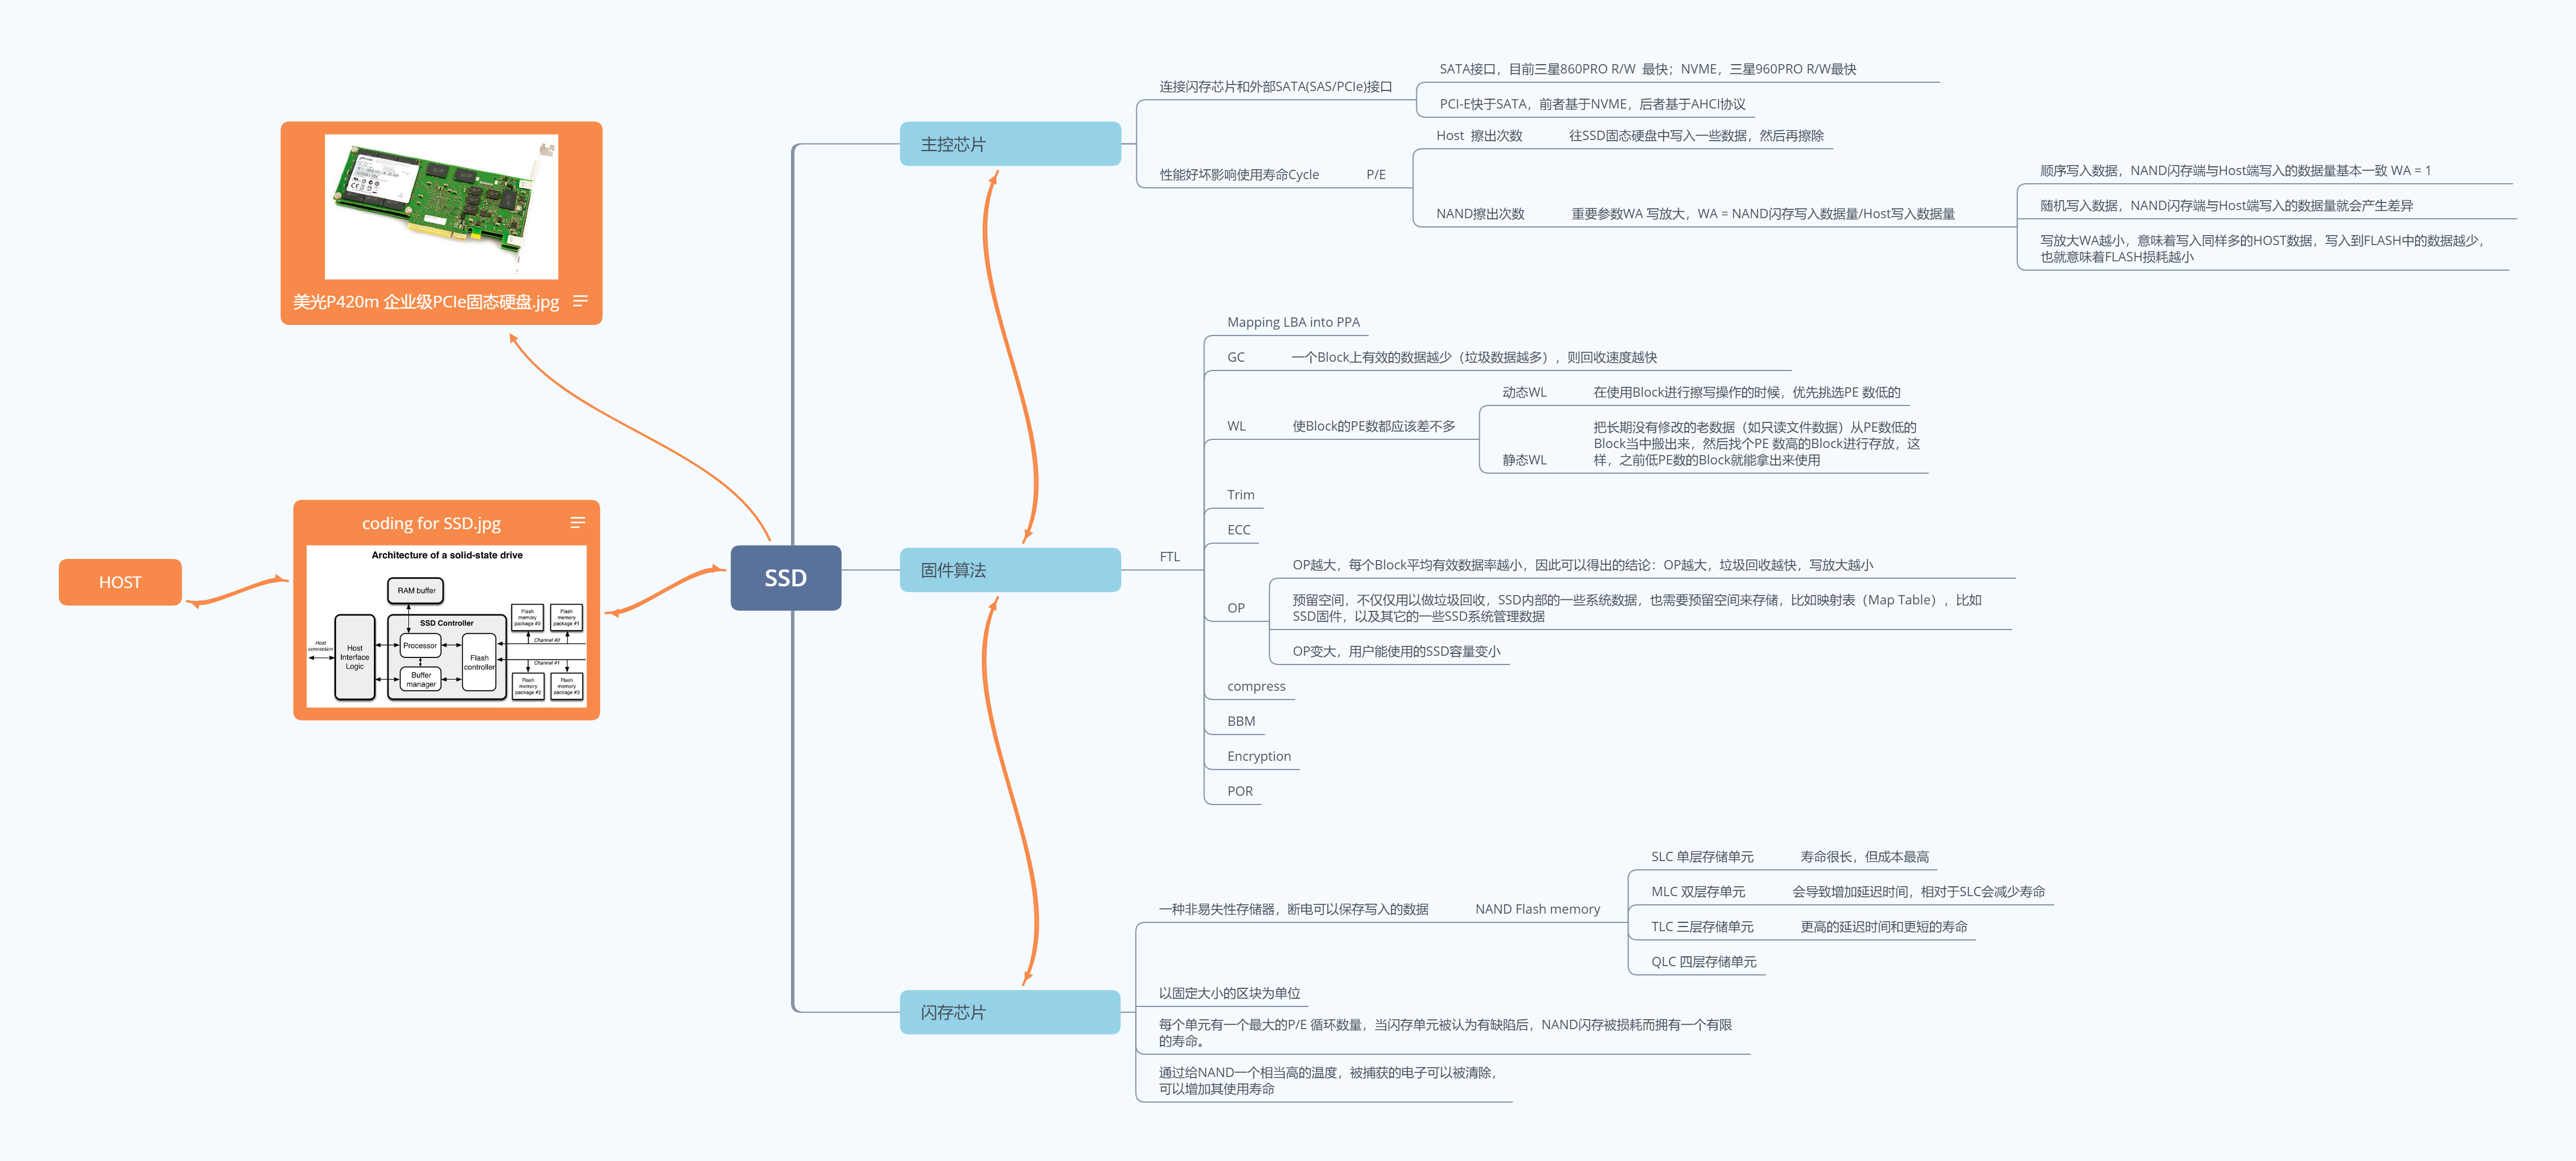 SATA接口，目前三星860PRO R/W 最快；NVME，三星960PRO R/W最快
连接闪存芯片和外部SATA(SAS/PCIe)接口
PCI-E快于SATA，前者基于NVME，后者基于AHCI协议
主控芯片
Host 擦出次数 往SSD固态硬盘中写入一些数据，然后再擦除
性能好坏影响使用寿命Cycle P/E
顺序写入数据，NAND闪存端与Host端写入的数据量基本一致 WA = 1
NAND擦出次数 重要参数WA 写放大，WA = NAND闪存写入数据量/Host写入数据量
随机写入数据，NAND闪存端与Host端写入的数据量就会产生差异
写放大WA越小，意味着写入同样多的HOST数据，写入到FLASH中的数据越少，
也就意味着FLASH损耗越小
美光P420m 企业级PCIe固态硬盘.jpg
Mapping LBA into PPA
GC 一个Block上有效的数据越少（垃圾数据越多），则回收速度越快
动态WL 在使用Block进行擦写操作的时候，优先挑选PE 数低的
WL 使Block的PE数都应该差不多
把长期没有修改的老数据（如只读文件数据）从PE数低的
Block当中搬出来，然后找个PE 数高的Block进行存放，这
静态WL 样，之前低PE数的Block就能拿出来使用
Trim
ECC
coding for SSD.jpg
Architecture of a solid-state drive
RAM buffer
SSD Controller
Host
connection
Host
Interface
Logic
Processor
Buffer
manager
Flash
controller
Flash
memory
package #0
Flash
memory
package #1
Channel #0
Channel #1
Flash
memory
package #2
Flash
memory
package #3
HOST
SSD
固件算法
FTL
OP越大，每个Block平均有效数据率越小，因此可以得出的结论：OP越大，垃圾回收越快，写放大越小
OP
预留空间，不仅仅用以做垃圾回收，SSD内部的一些系统数据，也需要预留空间来存储，比如映射表（Map Table），比如
SSD固件，以及其它的一些SSD系统管理数据
OP变大，用户能使用的SSD容量变小
compress
BBM
Encryption
POR
闪存芯片
一种非易失性存储器，断电可以保存写入的数据 NAND Flash memory
SLC 单层存储单元 寿命很长，但成本最高
MLC 双层存单元 会导致增加延迟时间，相对于SLC会减少寿命
TLC 三层存储单元 更高的延迟时间和更短的寿命
QLC 四层存储单元
以固定大小的区块为单位
每个单元有一个最大的P/E 循环数量，当闪存单元被认为有缺陷后，NAND闪存被损耗而拥有一个有限
的寿命。
通过给NAND一个相当高的温度，被捕获的电子可以被清除，
可以增加其使用寿命